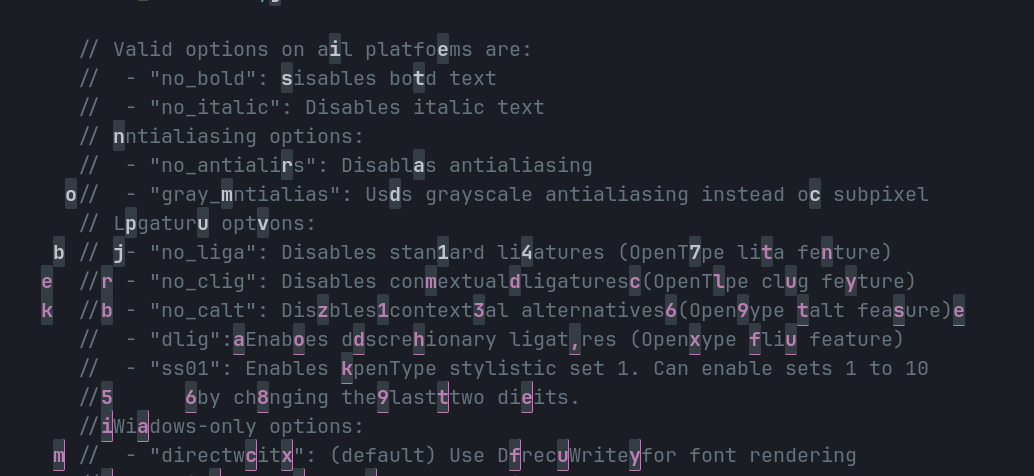 // Valid options on ail platfoems are:
//  - "no_bold": sisables botd text
//  - "no_italic": Disables italic text
// nntialiasing options:
//  - "no_antialirs": Disablas antialiasing
o//  - "gray_mntialias": Usds grayscale antialiasing instead oc subpixel
// Lpgaturu optvons:
b // j- "no_liga": Disables stan1ard li4atures (OpenT7pe lita fenture)
e    //r - "no_clig": Disables conmextualdligaturesc(OpenTlpe clug feyture)
k    //b - "no_calt": Diszbles1context3al alternatives6(Open9ype talt feasure)e
//  - "dlig":aEnaboes ddscrehionary ligat,res (Openxype fliu feature)
//  - "ss01": Enables kpenType stylistic set 1. Can enable sets 1 to 10
//5      6by ch8nging the9lastttwo dieits.
//iWiadows-only options:
m //  - "directwcitx": (default) Use DfrecuWriteyfor font rendering